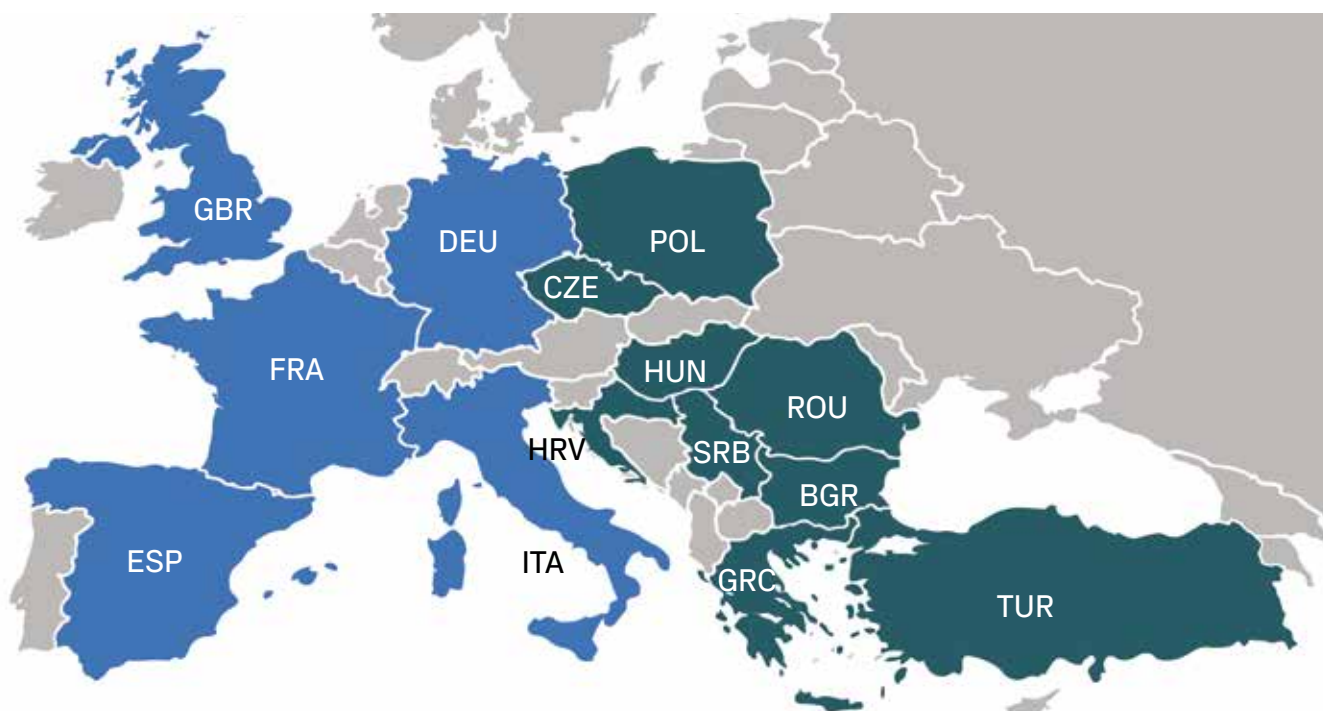 GBR
DEU
POL
CZE
FRA
HUN
ROU
HRV
SRB
BGR
ESP
ITA
GRC
TUR